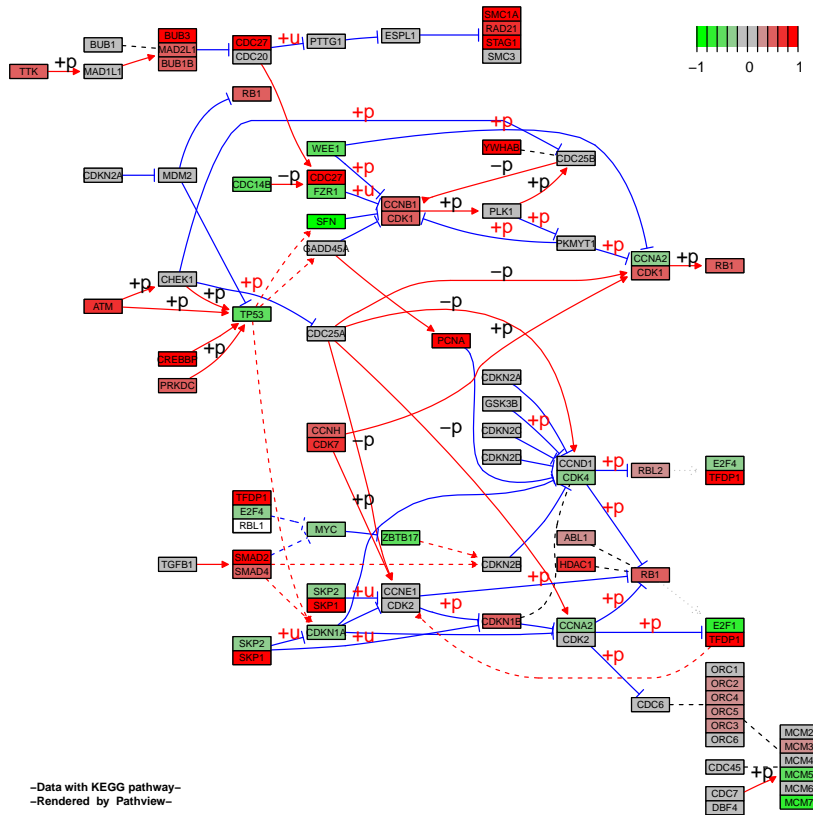 SMC1A
BUB3
RAD21
BUB1
MAD2L1
CDC27
+u
PTTG1
ESPL1
STAG1
CDC20
SMC3
BUB1B
TTK
+p
MAD1L1
−1
0
1
RB1
+p
+p
WEE1
YWHAB
CDC25B
CDKN2A
MDM2
CDC14B
−p
CDC27
+p
−p
FZR1
+u
+p
CCNB1
+p
PLK1
SFN
CDK1
+p
GADD45A
PKMYT1
+p
CCNA2
+p
RB1
CDK1
CHEK1
+p
+p
+p
−p
ATM
+p
−p
TP53
+p
CDC25A
PCNA
CREBBP
+p
PRKDC
CDKN2A
GSK3B
+p
CCNH
−p
CDKN2C
CDK7
−p
CDKN2D
CCND1
+p
RBL2
E2F4
CDK4
TFDP1
TFDP1
+p
+p
E2F4
RBL1
MYC
ZBTB17
ABL1
TGFB1
SMAD2
CDKN2B
HDAC1
SMAD4
RB1
+p
SKP2
+u
CCNE1
SKP1
CDK2
+p
+p
CDKN1B
CDKN1A
CCNA2
+p
E2F1
SKP2
+u
+u
CDK2
TFDP1
SKP1
+p
ORC1
ORC2
ORC4
CDC6
ORC5
ORC3
MCM2
ORC6
MCM3
MCM4
CDC45
+p
MCM5
MCM6
CDC7
MCM7
DBF4
−Data with KEGG pathway−
−Rendered by Pathview−